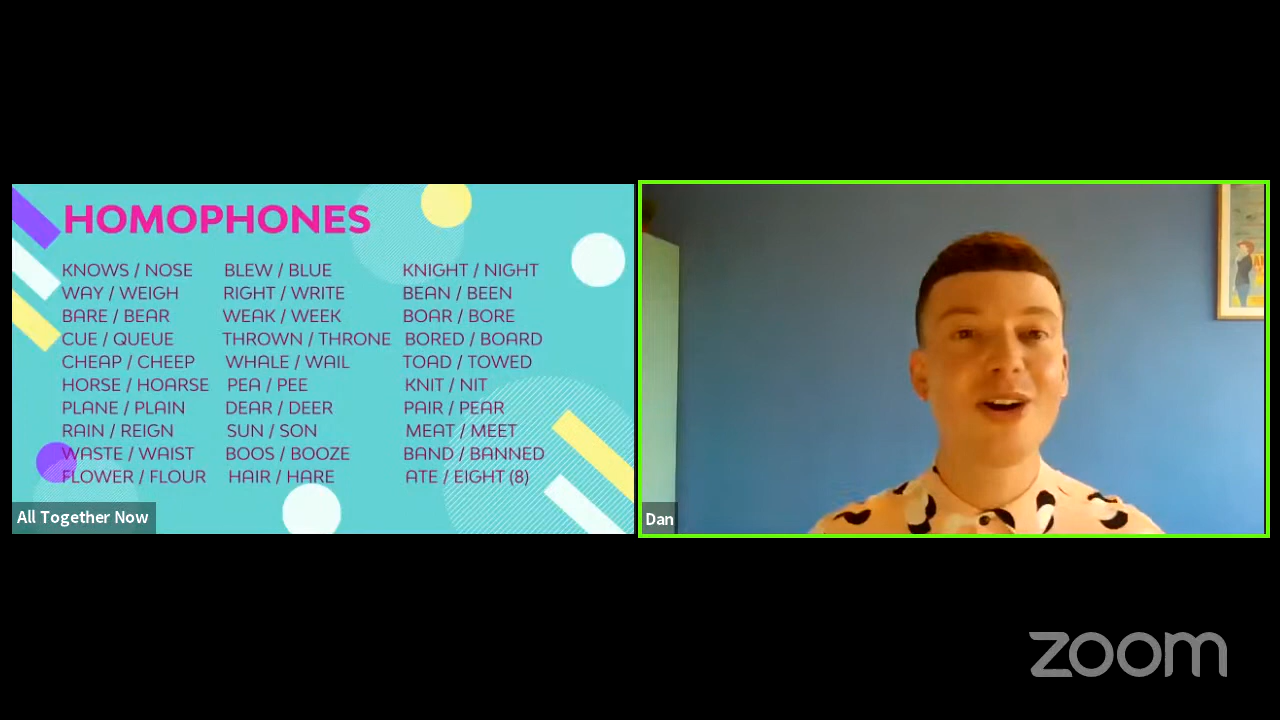 HOMOPHONES
KNOWS / NOSE BLEW / BLUE KNIGHT / NIGHT
WAY / WEIGH RIGHT / WRITE BEAN / BEEN
BARE / BEAR WEAK / WEEK BOAR / BORE
CUE / QUEUE THROWN / THRONE BORED / BOARD
CHEAP / CHEEP WHALE / WAIL TOAD / TOWED
HORSE / HOARSE PEA / PEE KNIT / NIT
PLANE / PLAIN DEAR / DEER PAIR / PEAR
RAIN / REIGN SUN / SON MEAT / MEET
WASTE / WAIST BOOS / BOOZE BAND / BANNED
FLOWER / FLOUR HAIR / HARE ATE / EIGHT (8)
All Together Now
Dan
zoom